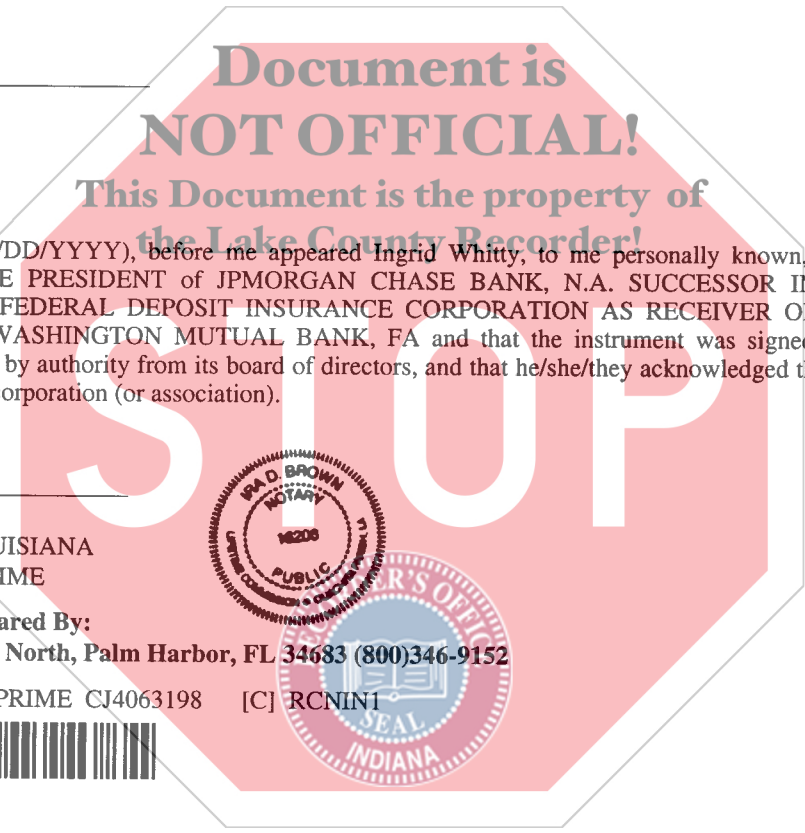 Document is
NOT OFFICIAL!
This Document is the property of
the Lake County Recorder!
/DD/YYYY), before me appeared Ingrid Whitty, to me personally known,
E PRESIDENT of JPMORGAN CHASE BANK, N.A. SUCCESSOR IN
FEDERAL DEPOSIT INSURANCE CORPORATION AS RECEIVER O
WASHINGTON MUTUAL BANK, FA and that the instrument was signed
by authority from its board of directors, and that he/she/they acknowledged th
orporation (or association).
STOP
IRA D. BROWN
NOTARY
16206
PUBLIC
UISIANA
IME
ared By:
North, Palm Harbor, FL 34683 (800)346-9152
PRIME CJ4063198 [C] RCNIN1
SEAL
INDIANA